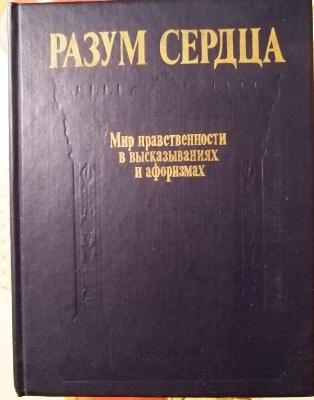 РАЗУМ СЕРДЦА
Мир нравственности
в высказываниях
и афоризмах